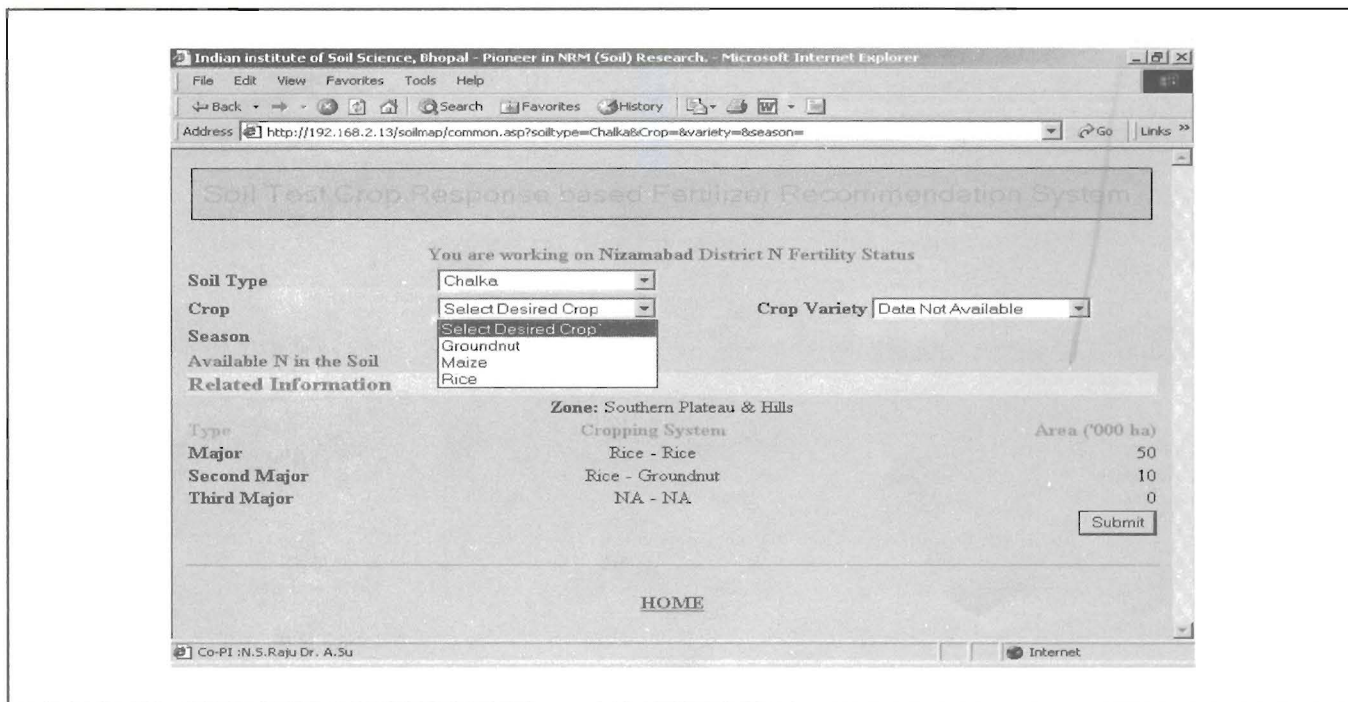 Indian institute of Soil Science, Bhopal - Pioneer in NRM (Soil) Research. - Microsoft Internet Explorer
File Edit View Favorites Tools Help
Back Search Favorites History
Address http://192.168.2.13/soilmap/common.asp?soiltype=Chalka&Crop=&variety=&season= Go Links »
Soil Test Crop Response based Fertilizer Recommendation System
You are working on Nizamabad District N Fertility Status
Soil Type Chalka
Crop Select Desired Crop Crop Variety Data Not Available
Select Desired Crop
Season
Groundnut
Available N in the Soil Maize
Related Information Rice
Zone: Southern Plateau & Hills
Type Cropping System Area ('000 ha)
Major Rice - Rice 50
Second Major Rice - Groundnut 10
Third Major NA - NA 0
Submit
HOME
Co-PI :N.S.Raju Dr. A.Su Internet